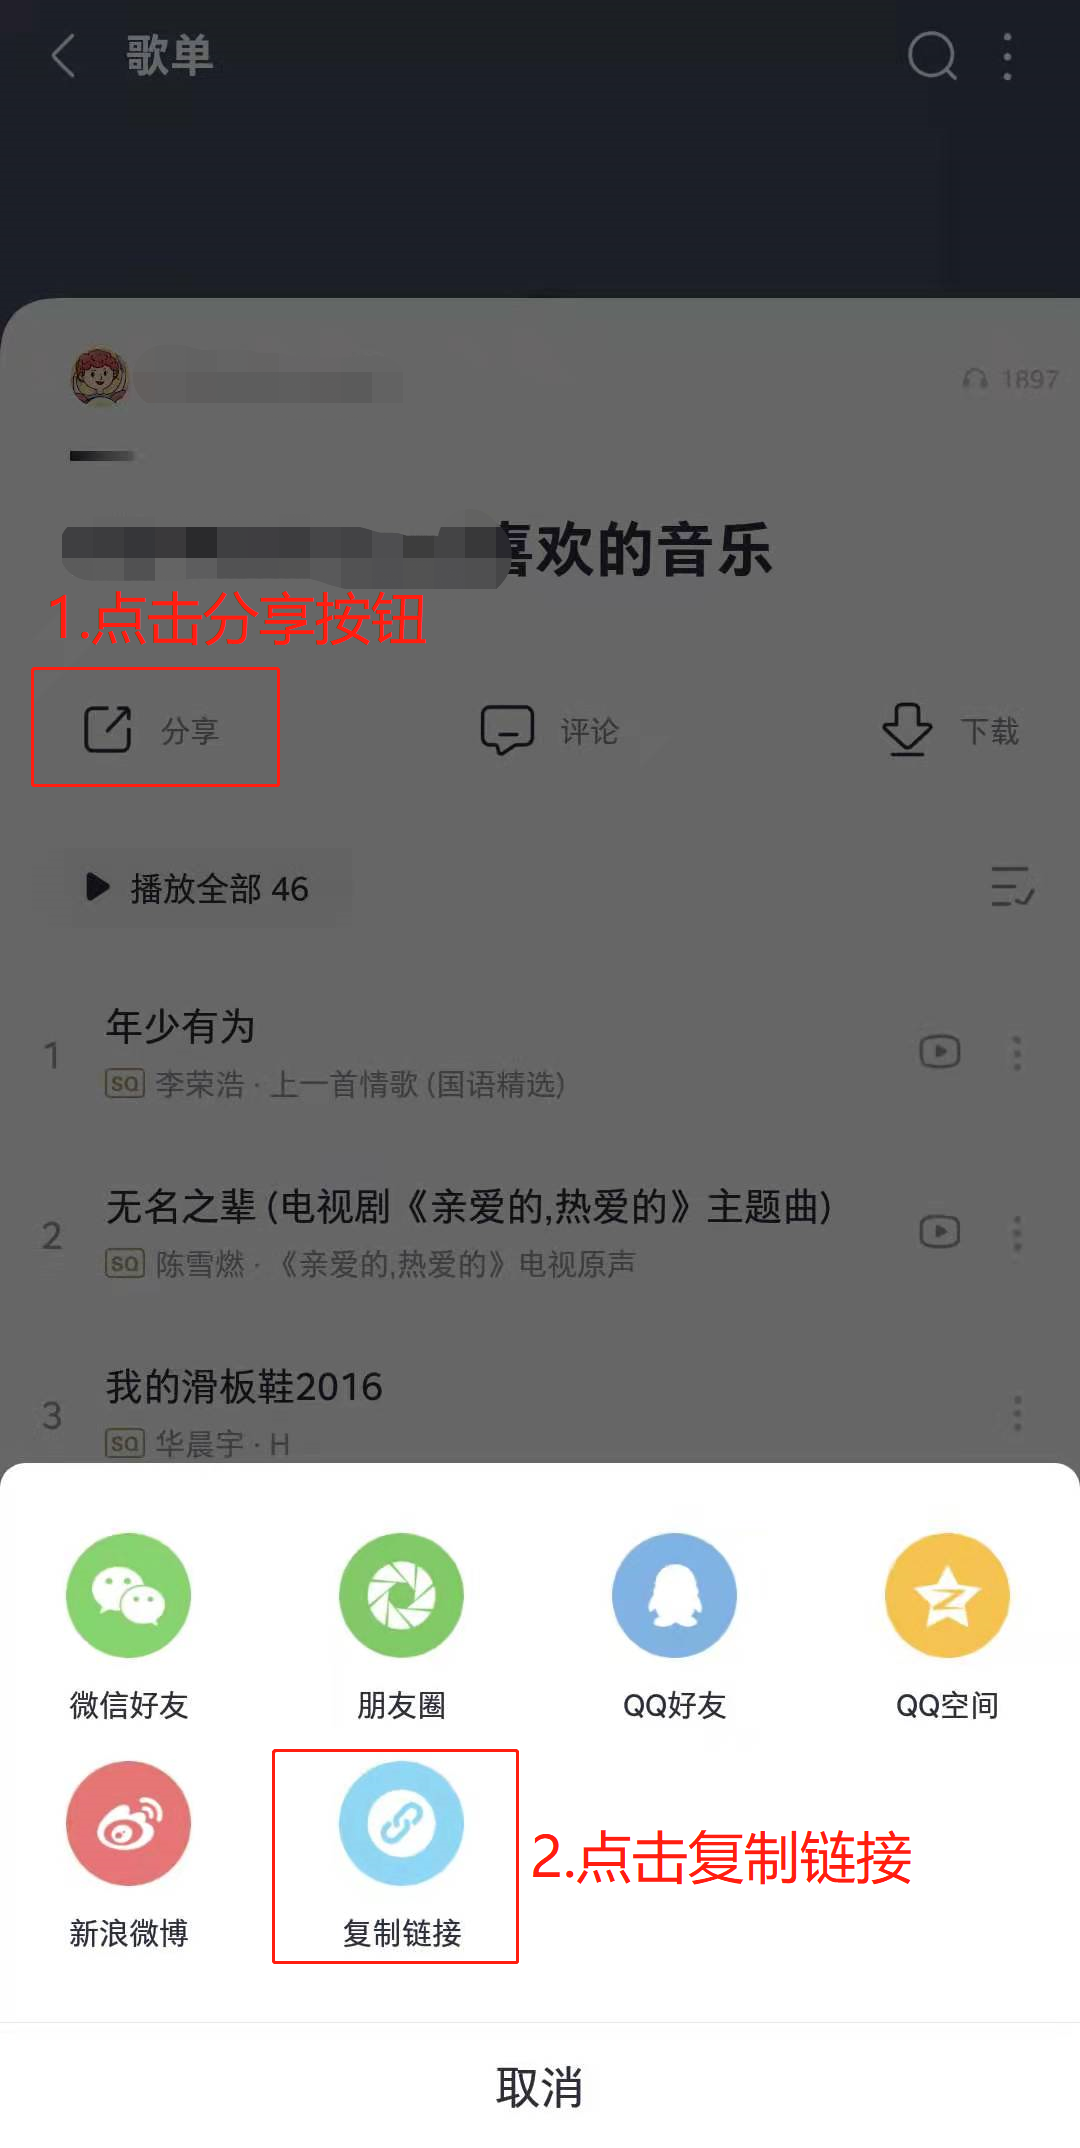 歌单
1897
喜欢的音乐
1.点击分享按钮
分享
评论
下载
播放全部 46
1
年少有为
SQ 李荣浩 · 上一首情歌 (国语精选)
2
无名之辈 (电视剧《亲爱的,热爱的》主题曲)
SQ 陈雪燃 · 《亲爱的,热爱的》电视原声
3
我的滑板鞋2016
SQ 华晨宇 · H
微信好友
朋友圈
QQ好友
QQ空间
新浪微博
复制链接
2.点击复制链接
取消